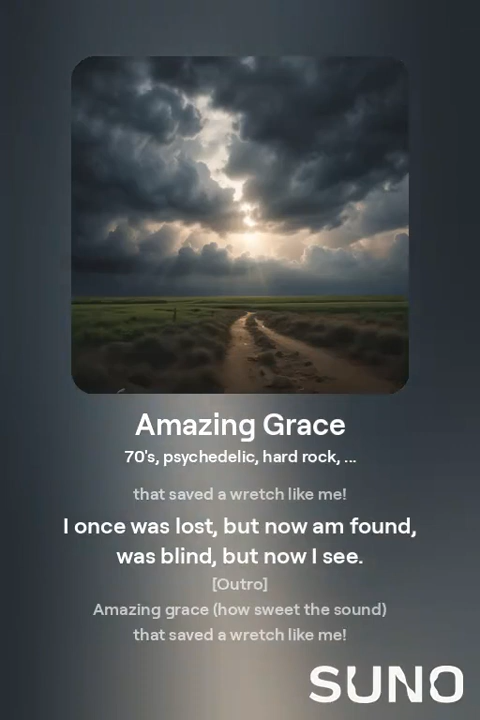 Amazing Grace
70's, psychedelic, hard rock, ...
that saved a wretch like me!
I once was lost, but now am found,
was blind, but now I see.
[Outro]
Amazing grace (how sweet the sound)
that saved a wretch like me!
SUNO